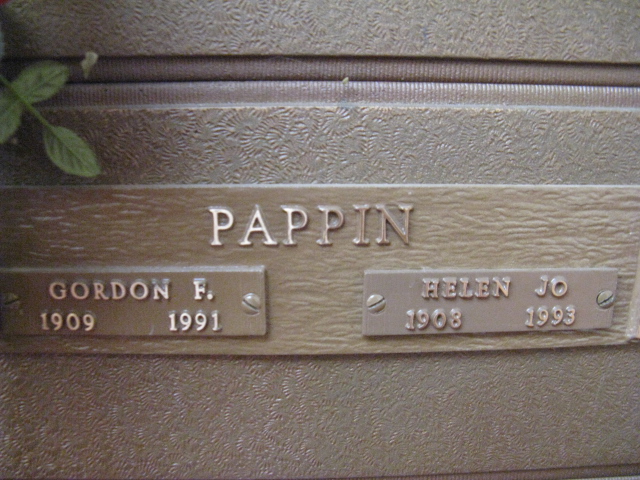 PAPPIN
GORDON F.
1909 1991
HELEN JO
1908 1993